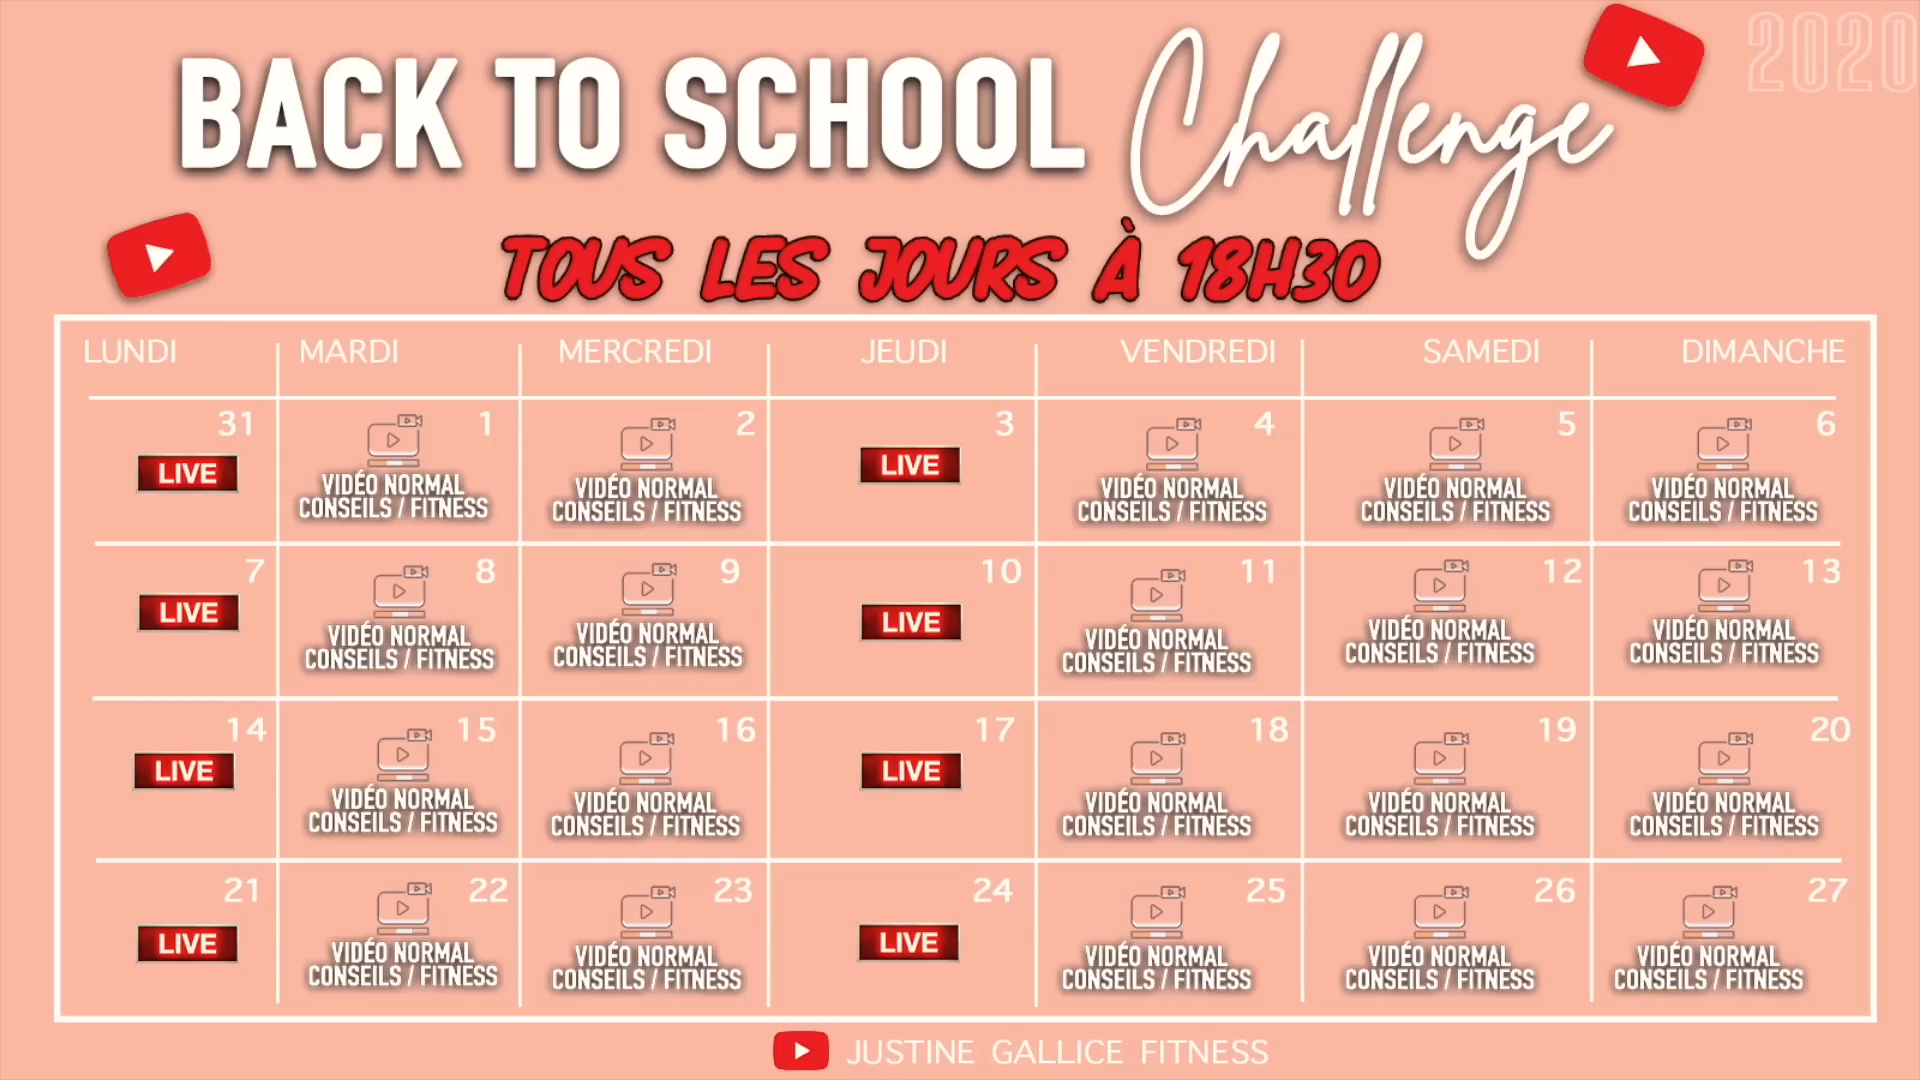 2020
BACK TO SCHOOL Challenge
TOUS LES JOURS À 18H30
LUNDI MARDI MERCREDI JEUDI VENDREDI SAMEDI DIMANCHE
31 1 2 3 4 5 6
LIVE VIDÉO NORMAL VIDÉO NORMAL LIVE VIDÉO NORMAL VIDÉO NORMAL VIDÉO NORMAL
CONSEILS / FITNESS CONSEILS / FITNESS CONSEILS / FITNESS CONSEILS / FITNESS CONSEILS / FITNESS
7 8 9 10 11 12 13
LIVE VIDÉO NORMAL VIDÉO NORMAL LIVE VIDÉO NORMAL VIDÉO NORMAL VIDÉO NORMAL
CONSEILS / FITNESS CONSEILS / FITNESS CONSEILS / FITNESS CONSEILS / FITNESS CONSEILS / FITNESS
14 15 16 17 18 19 20
LIVE VIDÉO NORMAL VIDÉO NORMAL LIVE VIDÉO NORMAL VIDÉO NORMAL VIDÉO NORMAL
CONSEILS / FITNESS CONSEILS / FITNESS CONSEILS / FITNESS CONSEILS / FITNESS CONSEILS / FITNESS
21 22 23 24 25 26 27
LIVE VIDÉO NORMAL VIDÉO NORMAL LIVE VIDÉO NORMAL VIDÉO NORMAL VIDÉO NORMAL
CONSEILS / FITNESS CONSEILS / FITNESS CONSEILS / FITNESS CONSEILS / FITNESS CONSEILS / FITNESS
JUSTINE GALLICE FITNESS